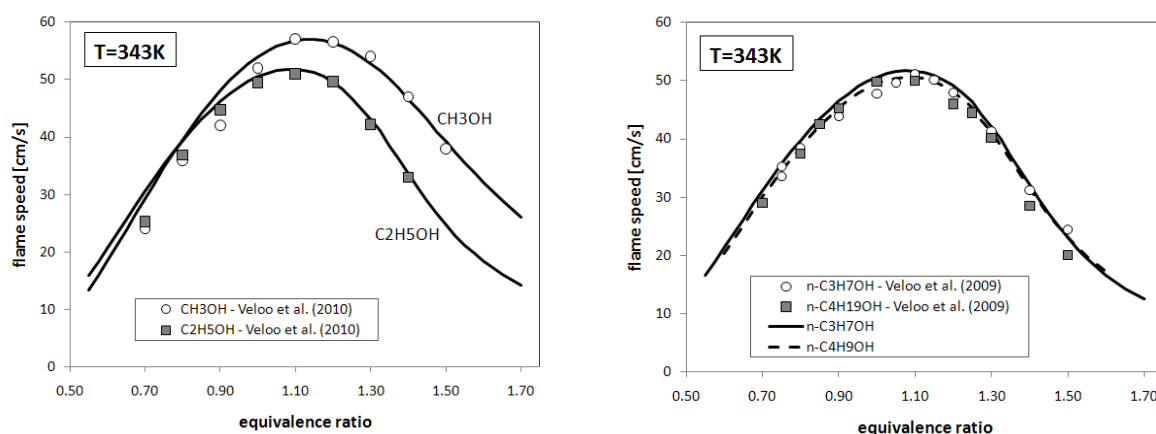 60
50
40
30
20
10
0
flame speed [cm/s]
T=343K
CH3OH
C2H5OH
CH3OH - Veloo et al. (2010)
C2H5OH - Veloo et al. (2010)
0.50 0.70 0.90 1.10 1.30 1.50 1.70
equivalence ratio
60
50
40
30
20
10
0
flame speed [cm/s]
T=343K
n-C3H7OH - Veloo et al. (2009)
n-C4H19OH - Veloo et al. (2009)
n-C3H7OH
n-C4H9OH
0.50 0.70 0.90 1.10 1.30 1.50 1.70
equivalence ratio